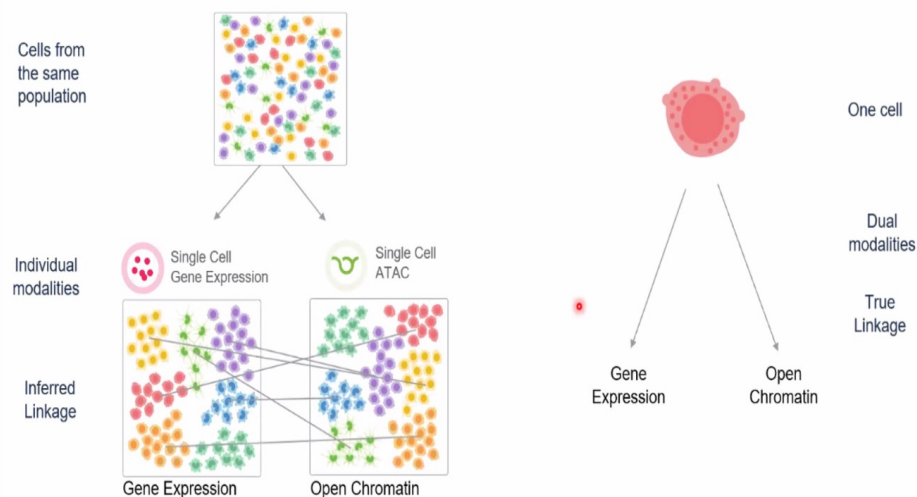 Cells from
the same
population
Individual
modalities
Single Cell
Gene Expression
Single Cell
ATAC
Inferred
Linkage
Gene Expression
Open Chromatin
One cell
Dual
modalities
True
Linkage
Gene
Expression
Open
Chromatin